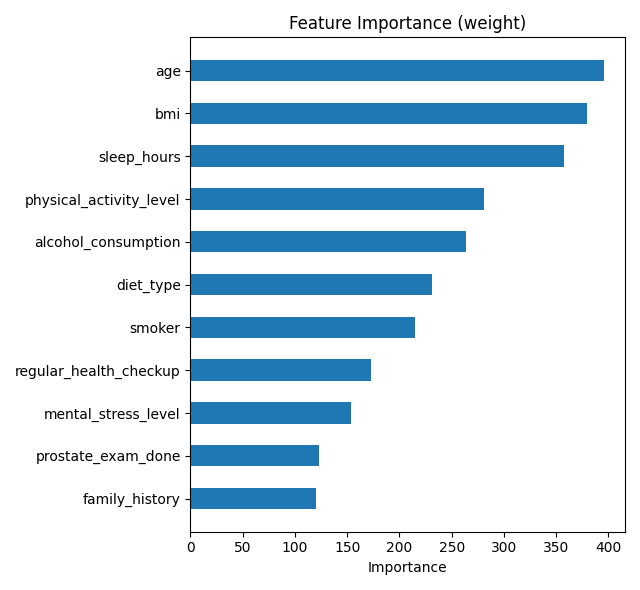 Feature Importance (weight)
age
bmi
sleep_hours
physical_activity_level
alcohol_consumption
diet_type
smoker
regular_health_checkup
mental_stress_level
prostate_exam_done
family_history
0 50 100 150 200 250 300 350 400
Importance